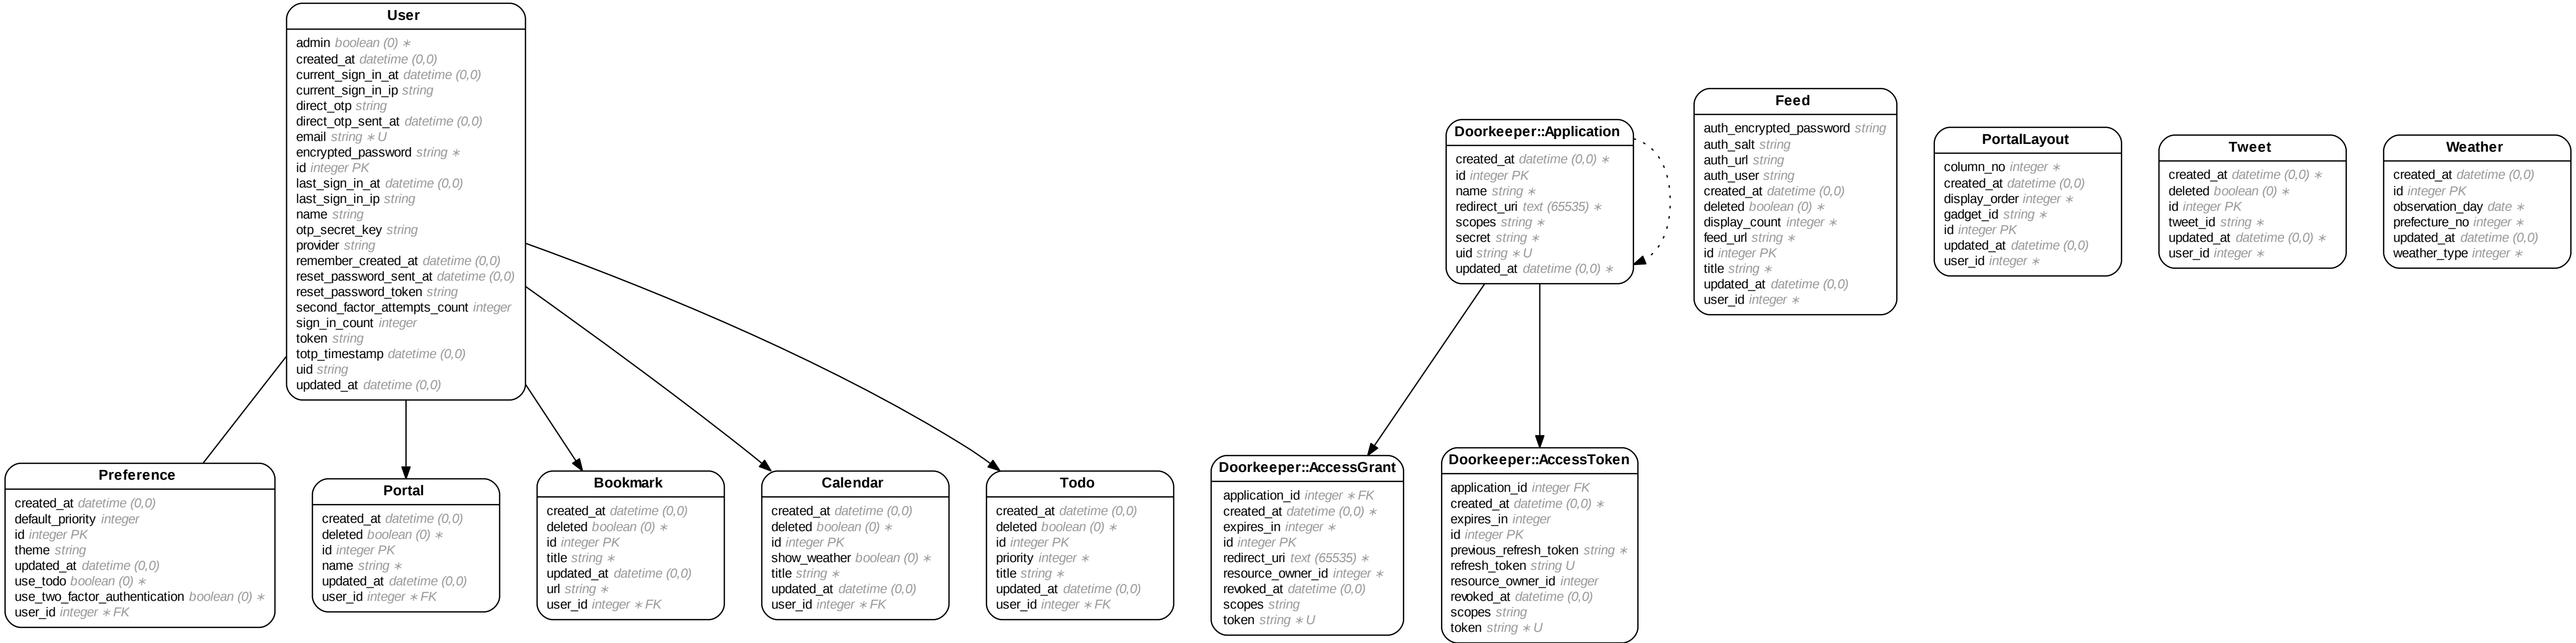 User
admin boolean (0) ∗
created_at datetime (0,0)
current_sign_in_at datetime (0,0)
current_sign_in_ip string
direct_otp string
direct_otp_sent_at datetime (0,0)
email string ∗ U
encrypted_password string ∗
id integer PK
last_sign_in_at datetime (0,0)
last_sign_in_ip string
name string
otp_secret_key string
provider string
remember_created_at datetime (0,0)
reset_password_sent_at datetime (0,0)
reset_password_token string
second_factor_attempts_count integer
sign_in_count integer
token string
totp_timestamp datetime (0,0)
uid string
updated_at datetime (0,0)
Doorkeeper::Application
created_at datetime (0,0) ∗
id integer PK
name string ∗
redirect_uri text (65535) ∗
scopes string ∗
secret string ∗
uid string ∗ U
updated_at datetime (0,0) ∗
Feed
auth_encrypted_password string
auth_salt string
auth_url string
auth_user string
created_at datetime (0,0)
deleted boolean (0) ∗
display_count integer ∗
feed_url string ∗
id integer PK
title string ∗
updated_at datetime (0,0)
user_id integer ∗
PortalLayout
column_no integer ∗
created_at datetime (0,0)
display_order integer ∗
gadget_id string ∗
id integer PK
updated_at datetime (0,0)
user_id integer ∗
Tweet
created_at datetime (0,0) ∗
deleted boolean (0) ∗
id integer PK
tweet_id string ∗
updated_at datetime (0,0) ∗
user_id integer ∗
Weather
created_at datetime (0,0)
id integer PK
observation_day date ∗
prefecture_no integer ∗
updated_at datetime (0,0)
weather_type integer ∗
Preference
created_at datetime (0,0)
default_priority integer
id integer PK
theme string
updated_at datetime (0,0)
use_todo boolean (0) ∗
use_two_factor_authentication boolean (0) ∗
user_id integer ∗ FK
Portal
created_at datetime (0,0)
deleted boolean (0) ∗
id integer PK
name string ∗
updated_at datetime (0,0)
user_id integer ∗ FK
Bookmark
created_at datetime (0,0)
deleted boolean (0) ∗
id integer PK
title string ∗
updated_at datetime (0,0)
url string ∗
user_id integer ∗ FK
Calendar
created_at datetime (0,0)
deleted boolean (0) ∗
id integer PK
show_weather boolean (0) ∗
title string ∗
updated_at datetime (0,0)
user_id integer ∗ FK
Todo
created_at datetime (0,0)
deleted boolean (0) ∗
id integer PK
priority integer ∗
title string ∗
updated_at datetime (0,0)
user_id integer ∗ FK
Doorkeeper::AccessGrant
application_id integer ∗ FK
created_at datetime (0,0) ∗
expires_in integer ∗
id integer PK
redirect_uri text (65535) ∗
resource_owner_id integer ∗
revoked_at datetime (0,0)
scopes string
token string ∗ U
Doorkeeper::AccessToken
application_id integer FK
created_at datetime (0,0) ∗
expires_in integer
id integer PK
previous_refresh_token string ∗
refresh_token string U
resource_owner_id integer
revoked_at datetime (0,0)
scopes string
token string ∗ U